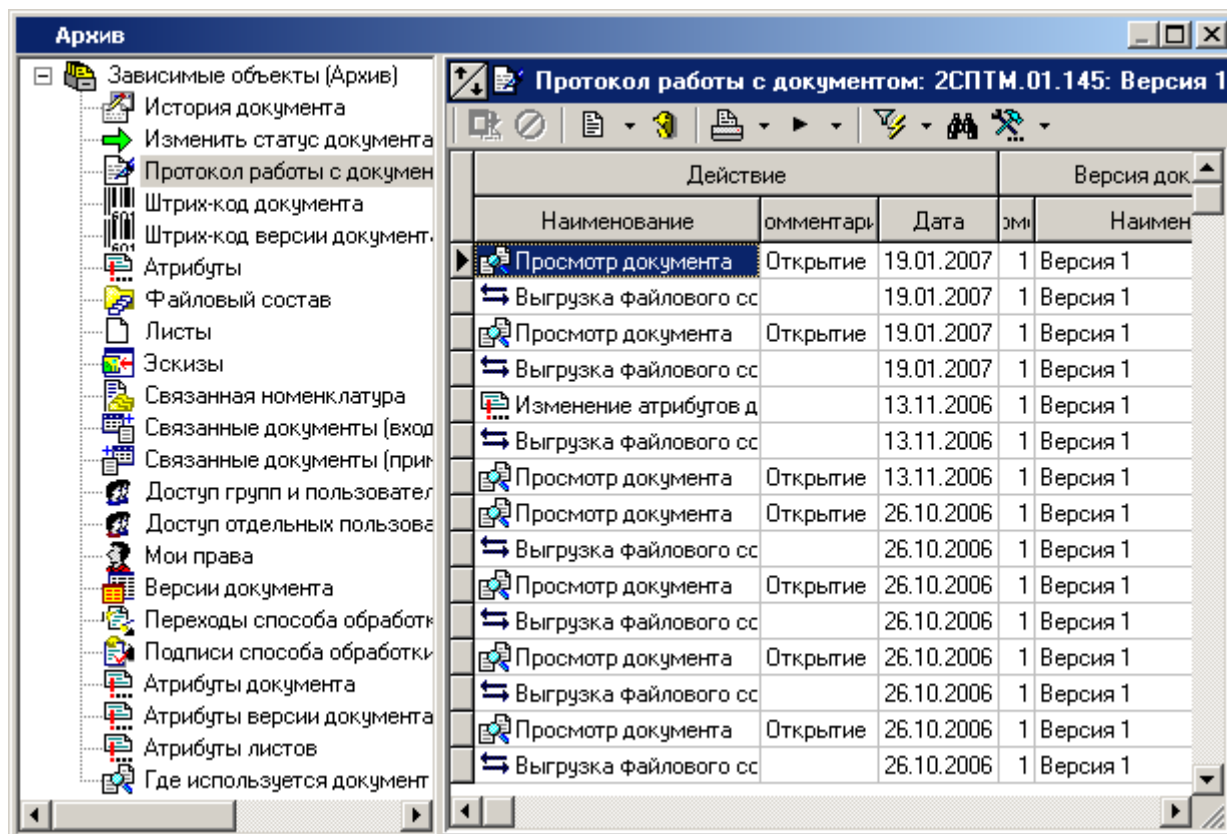 Архив
Зависимые объекты (Архив)
История документа
Изменить статус документа
Протокол работы с докумен
Штрих-код документа
Штрих-код версии документ
Атрибуты
Файловый состав
Листы
Эскизы
Связанная номенклатура
Связанные документы (вход
Связанные документы (прим
Доступ групп и пользовател
Доступ отдельных пользова
Мои права
Версии документа
Переходы способа обработк
Подписи способа обработки
Атрибуты документа
Атрибуты версии документа
Атрибуты листов
Где используется документ
Протокол работы с документом: 2СПТМ.01.145: Версия 1
Действие Версия док
Наименование омментари Дата оме Наимен
Просмотр документа Открытие 19.01.2007 1 Версия 1
Выгрузка файлового сс 19.01.2007 1 Версия 1
Просмотр документа Открытие 19.01.2007 1 Версия 1
Выгрузка файлового сс 19.01.2007 1 Версия 1
Изменение атрибутов д 13.11.2006 1 Версия 1
Выгрузка файлового сс 13.11.2006 1 Версия 1
Просмотр документа Открытие 13.11.2006 1 Версия 1
Просмотр документа Открытие 26.10.2006 1 Версия 1
Выгрузка файлового сс 26.10.2006 1 Версия 1
Просмотр документа Открытие 26.10.2006 1 Версия 1
Выгрузка файлового сс 26.10.2006 1 Версия 1
Просмотр документа Открытие 26.10.2006 1 Версия 1
Выгрузка файлового сс 26.10.2006 1 Версия 1
Просмотр документа Открытие 26.10.2006 1 Версия 1
Выгрузка файлового сс 26.10.2006 1 Версия 1